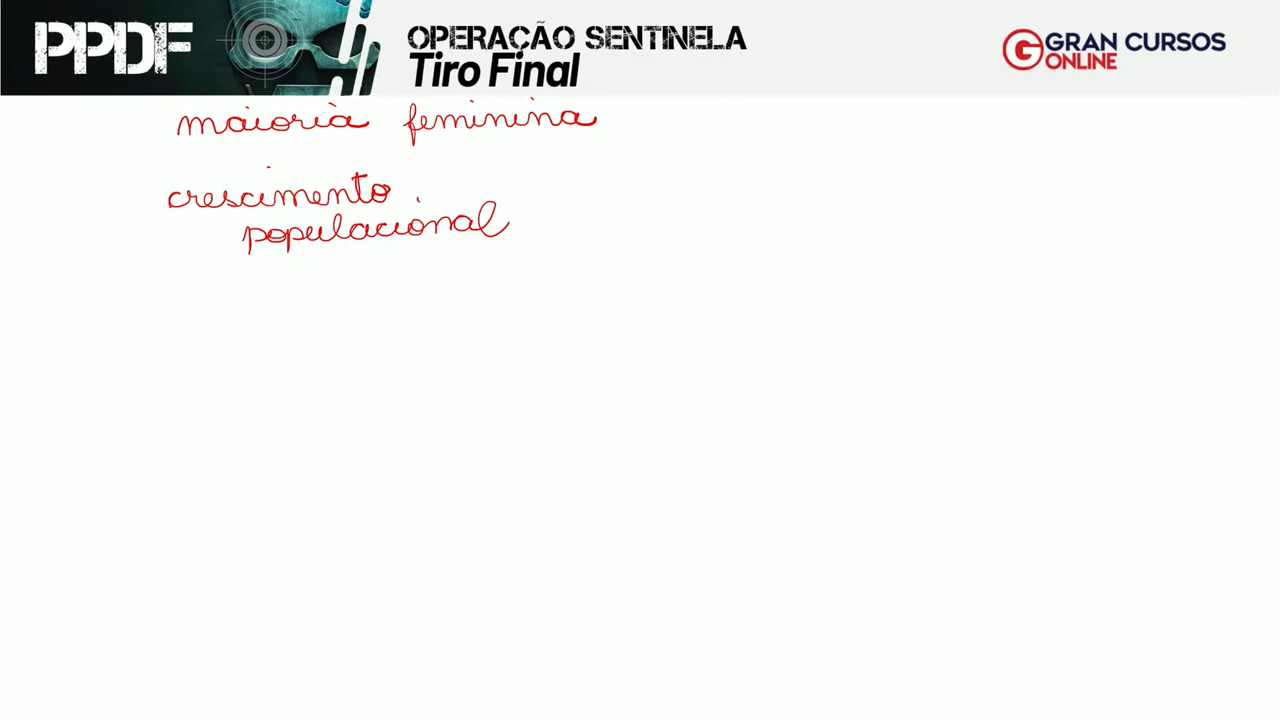 PPDF
OPERAÇÃO SENTINELA
Tiro Final
GRAN CURSOS
ONLINE
maioria feminina
crescimento
populacional